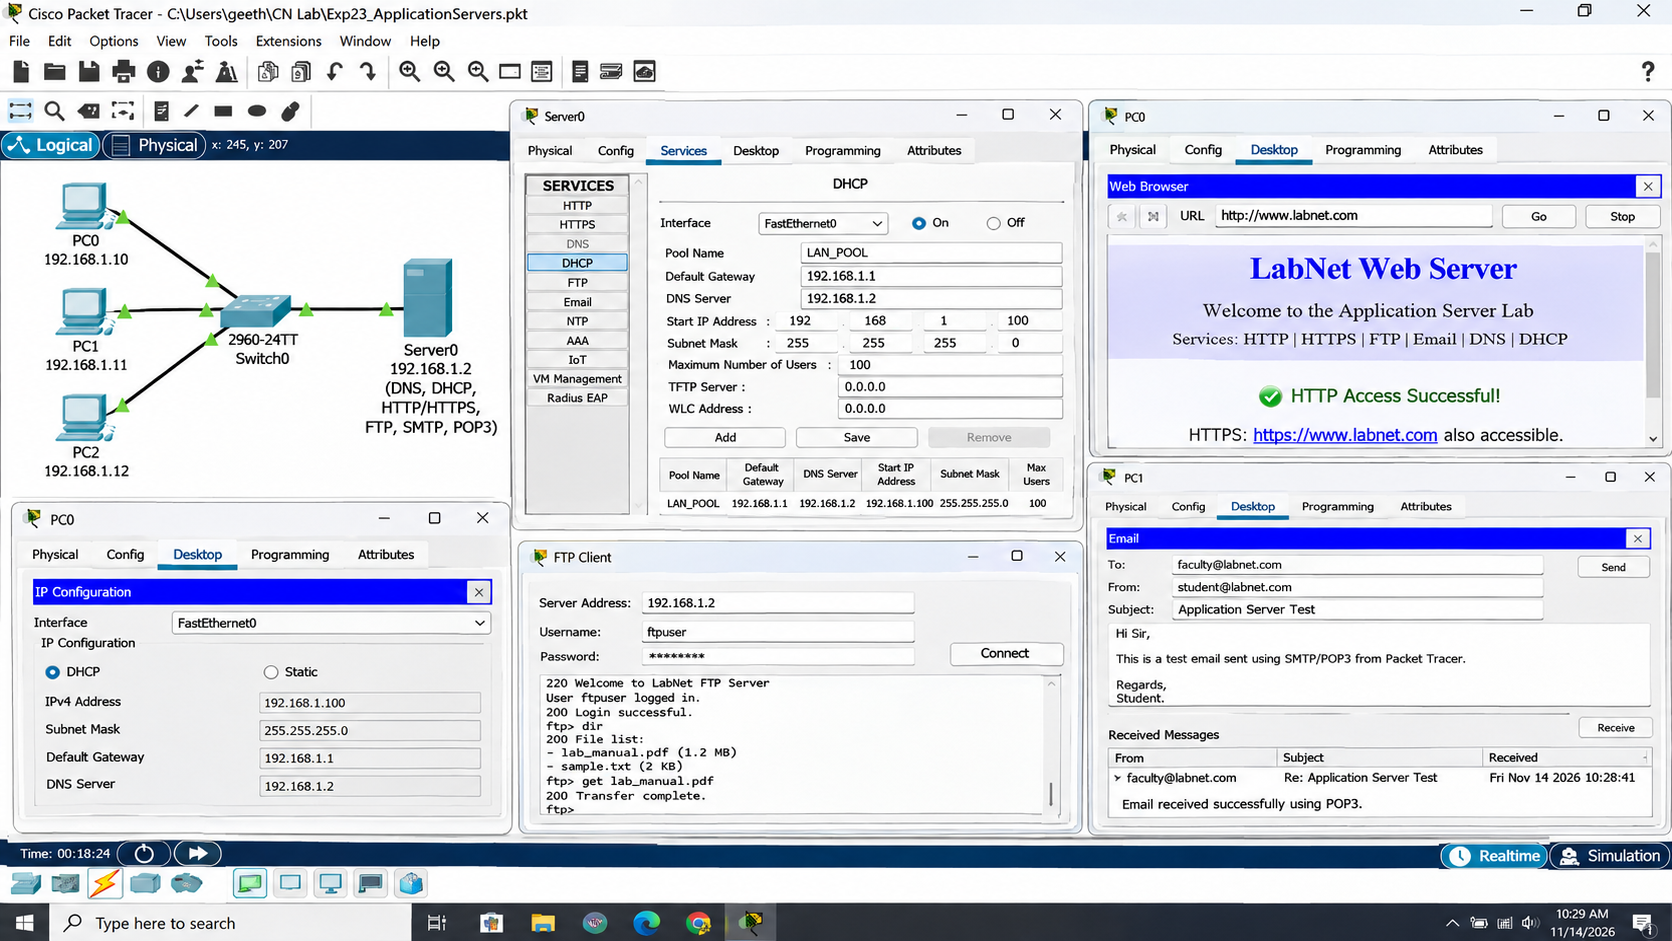 Cisco Packet Tracer - C:\Users\geeth\CN Lab\Exp23_ApplicationServers.pkt
File Edit Options View Tools Extensions Window Help
?
Logical Physical x: 245, y: 207
PC0
192.168.1.10
PC1
192.168.1.11
PC2
192.168.1.12
2960-24TT
Switch0
Server0
192.168.1.2
(DNS, DHCP,
HTTP/HTTPS,
FTP, SMTP, POP3)
Server0
Physical Config Services Desktop Programming Attributes
SERVICES
HTTP
HTTPS
DNS
DHCP
FTP
Email
NTP
AAA
IoT
VM Management
Radius EAP
DHCP
Interface FastEthernet0 On Off
Pool Name LAN_POOL
Default Gateway 192.168.1.1
DNS Server 192.168.1.2
Start IP Address : 192 . 168 . 1 . 100
Subnet Mask : 255 . 255 . 255 . 0
Maximum Number of Users : 100
TFTP Server : 0.0.0.0
WLC Address : 0.0.0.0
Add Save Remove
Pool Name Default Gateway DNS Server Start IP Address Subnet Mask Max Users
LAN_POOL 192.168.1.1 192.168.1.2 192.168.1.100 255.255.255.0 100
PC0
Physical Config Desktop Programming Attributes
Web Browser
URL http://www.labnet.com Go Stop
LabNet Web Server
Welcome to the Application Server Lab
Services: HTTP | HTTPS | FTP | Email | DNS | DHCP
HTTP Access Successful!
HTTPS: https://www.labnet.com also accessible.
PC0
Physical Config Desktop Programming Attributes
IP Configuration
Interface FastEthernet0
IP Configuration
DHCP Static
IPv4 Address 192.168.1.100
Subnet Mask 255.255.255.0
Default Gateway 192.168.1.1
DNS Server 192.168.1.2
FTP Client
Server Address: 192.168.1.2
Username: ftpuser
Password: ********
Connect
220 Welcome to LabNet FTP Server
User ftpuser logged in.
200 Login successful.
ftp> dir
200 File list:
- lab_manual.pdf (1.2 MB)
- sample.txt (2 KB)
ftp> get lab_manual.pdf
200 Transfer complete.
ftp>
PC1
Physical Config Desktop Programming Attributes
Email
To: faculty@labnet.com Send
From: student@labnet.com
Subject: Application Server Test
Hi Sir,
This is a test email sent using SMTP/POP3 from Packet Tracer.
Regards,
Student.
Receive
Received Messages
From Subject Received
faculty@labnet.com Re: Application Server Test Fri Nov 14 2026 10:28:41
Email received successfully using POP3.
Time: 00:18:24
Realtime Simulation
Type here to search
10:29 AM
11/14/2026